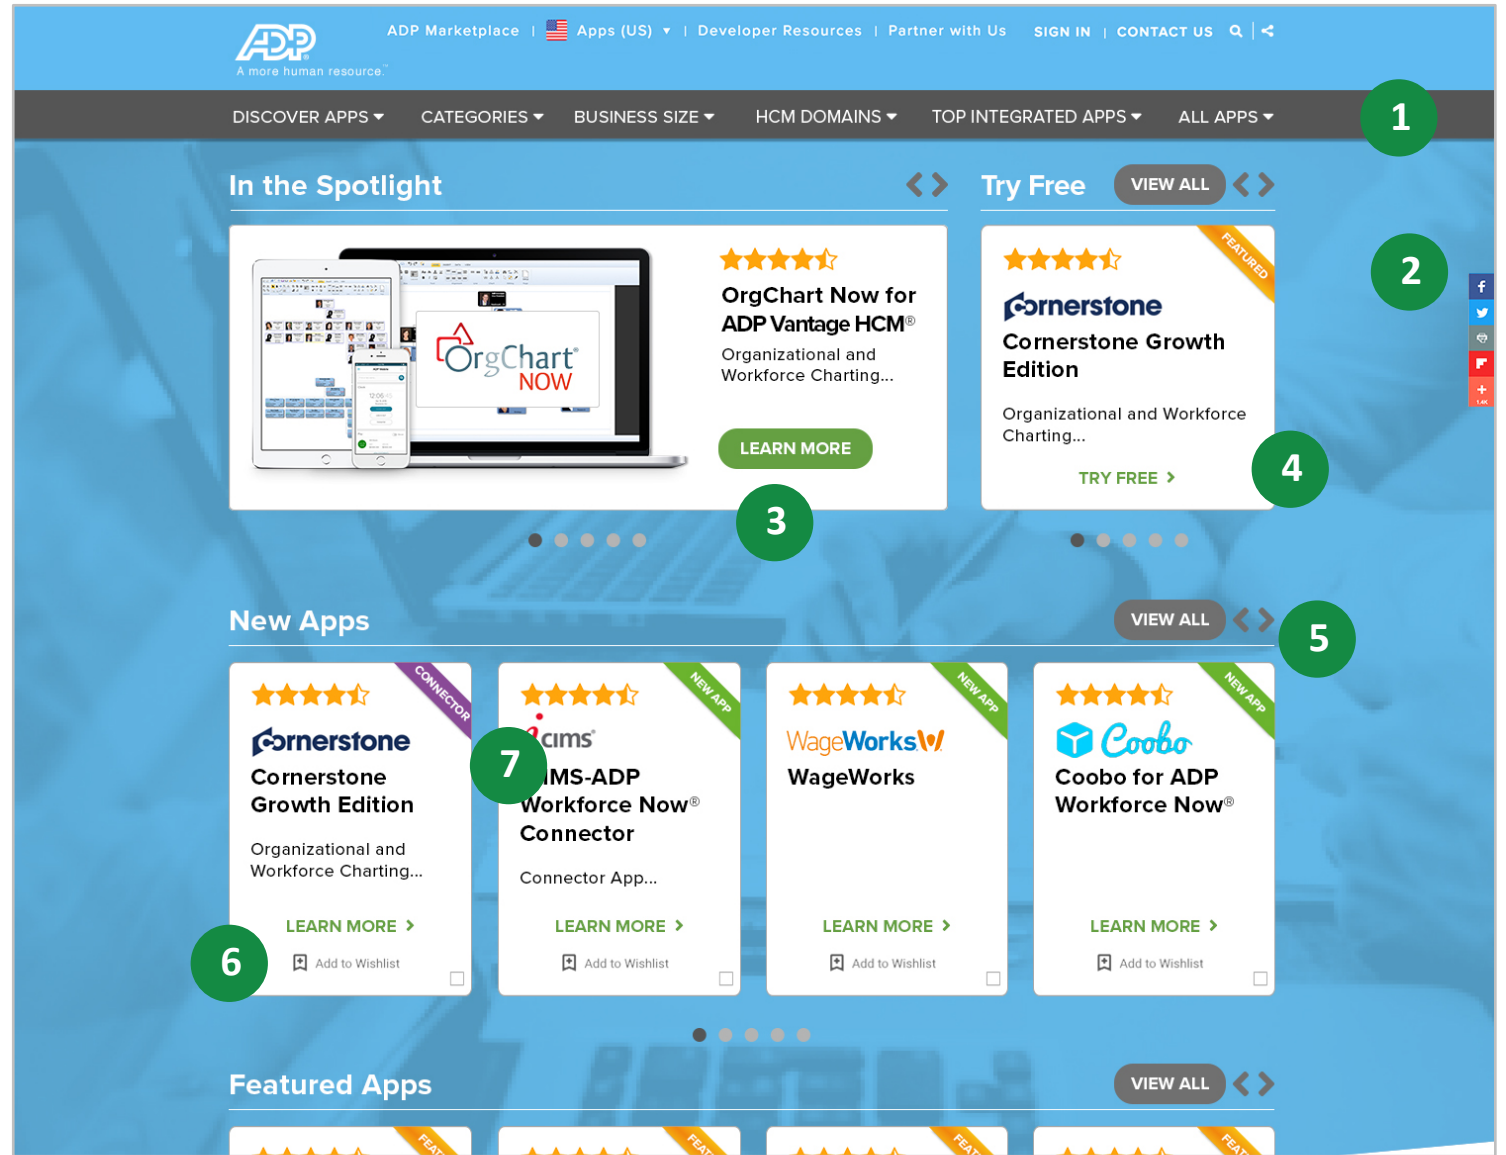 ADP
A more human resource.™
ADP Marketplace | Apps (US) ▾ | Developer Resources | Partner with Us SIGN IN | CONTACT US
DISCOVER APPS CATEGORIES BUSINESS SIZE HCM DOMAINS TOP INTEGRATED APPS ALL APPS
1
In the Spotlight
Try Free VIEW ALL
2
OrgChart®
NOW
OrgChart Now for
ADP Vantage HCM®
Organizational and
Workforce Charting...
LEARN MORE
3
FEATURED
Cornerstone
Cornerstone Growth
Edition
Organizational and Workforce
Charting...
TRY FREE >
4
1.4K
New Apps VIEW ALL
5
CONNECTOR
Cornerstone
Cornerstone
Growth Edition
Organizational and
Workforce Charting...
LEARN MORE >
Add to Wishlist
6
NEW APP
cims®
7
IMS-ADP
Workforce Now®
Connector
Connector App...
LEARN MORE >
Add to Wishlist
NEW APP
WageWorks
WageWorks
LEARN MORE >
Add to Wishlist
NEW APP
Coobo
Coobo for ADP
Workforce Now®
LEARN MORE >
Add to Wishlist
Featured Apps VIEW ALL